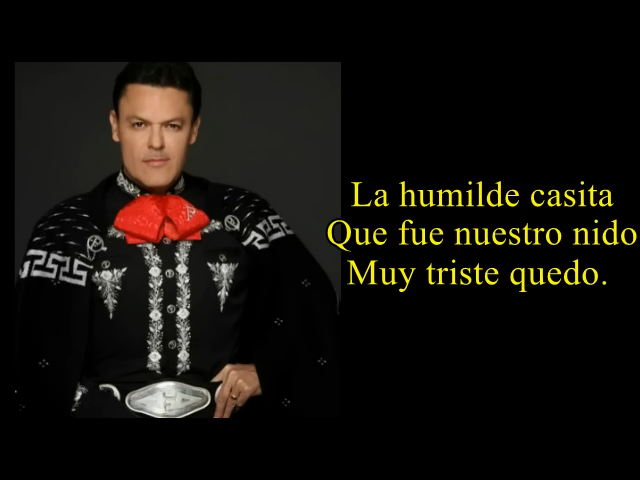 La humilde casita
Que fue nuestro nido
Muy triste quedo.